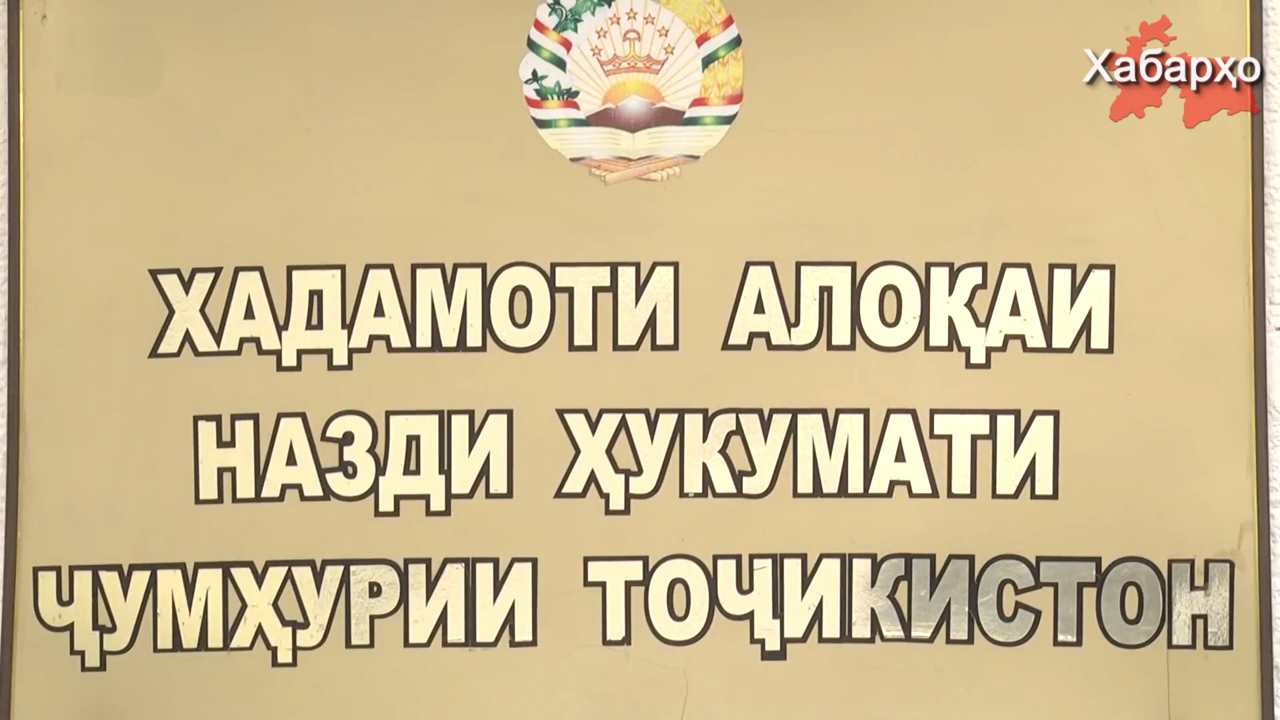 Хабарҳо
ХАДАМОТИ АЛОҚАИ
НАЗДИ ҲУКУМАТИ
ҶУМҲУРИИ ТОҶИКИСТОН